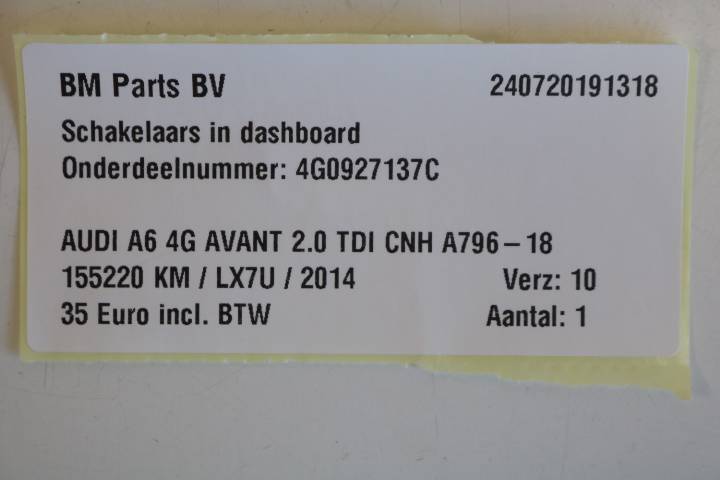 BM Parts BV 240720191318
Schakelaars in dashboard
Onderdeelnummer: 4G0927137C
AUDI A6 4G AVANT 2.0 TDI CNH A796-18
155220 KM / LX7U / 2014 Verz: 10
35 Euro incl. BTW Aantal: 1